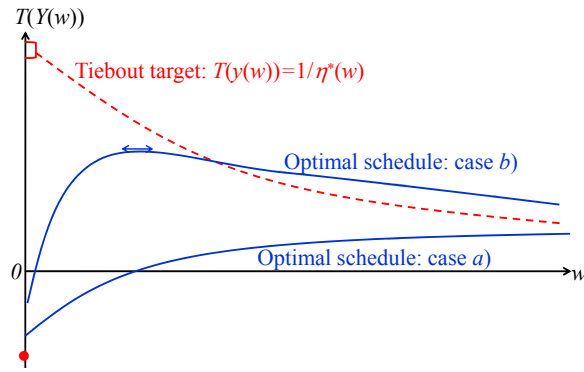 T(Y(w))
Tiebout target: T(y(w))=1/η*(w)
Optimal schedule: case b)
0
Optimal schedule: case a)
w